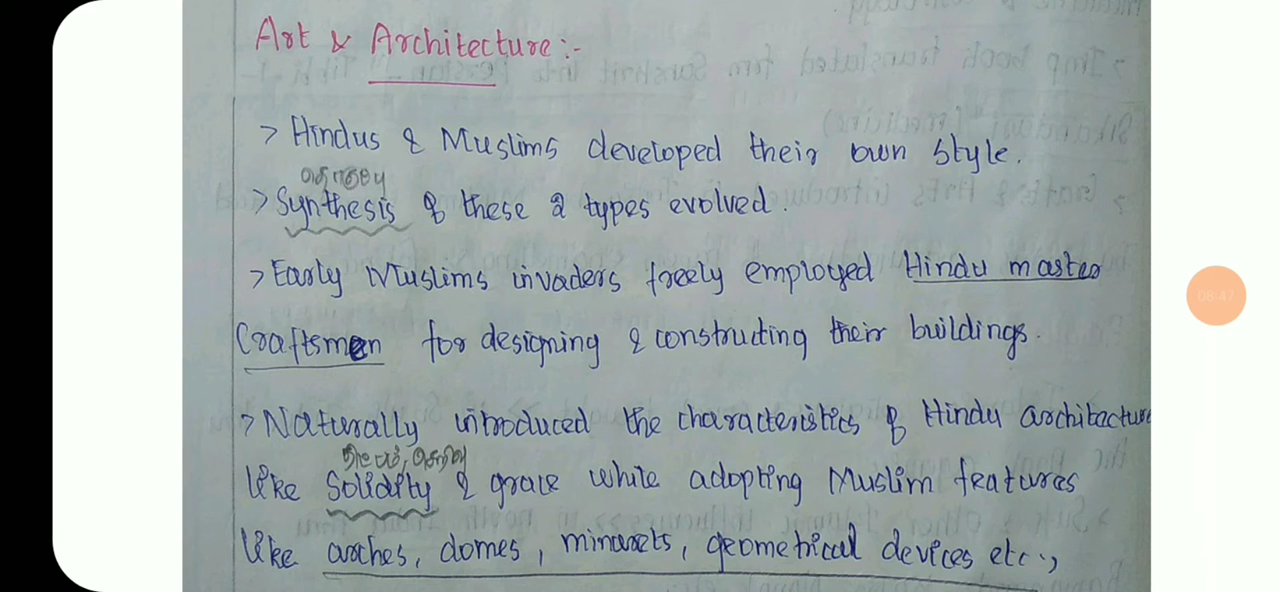 Art & Architecture:-
> Hindus & Muslims developed their own style.
> Synthesis of these 2 types evolved.
> Early Muslims invaders freely employed Hindu master
Craftsmen for designing & constructing their buildings.
> Naturally introduced the characteristics of Hindu architecture
like Solidity & grace while adopting Muslim features
like arches, domes, minarets, geometrical devices etc.,
08:47